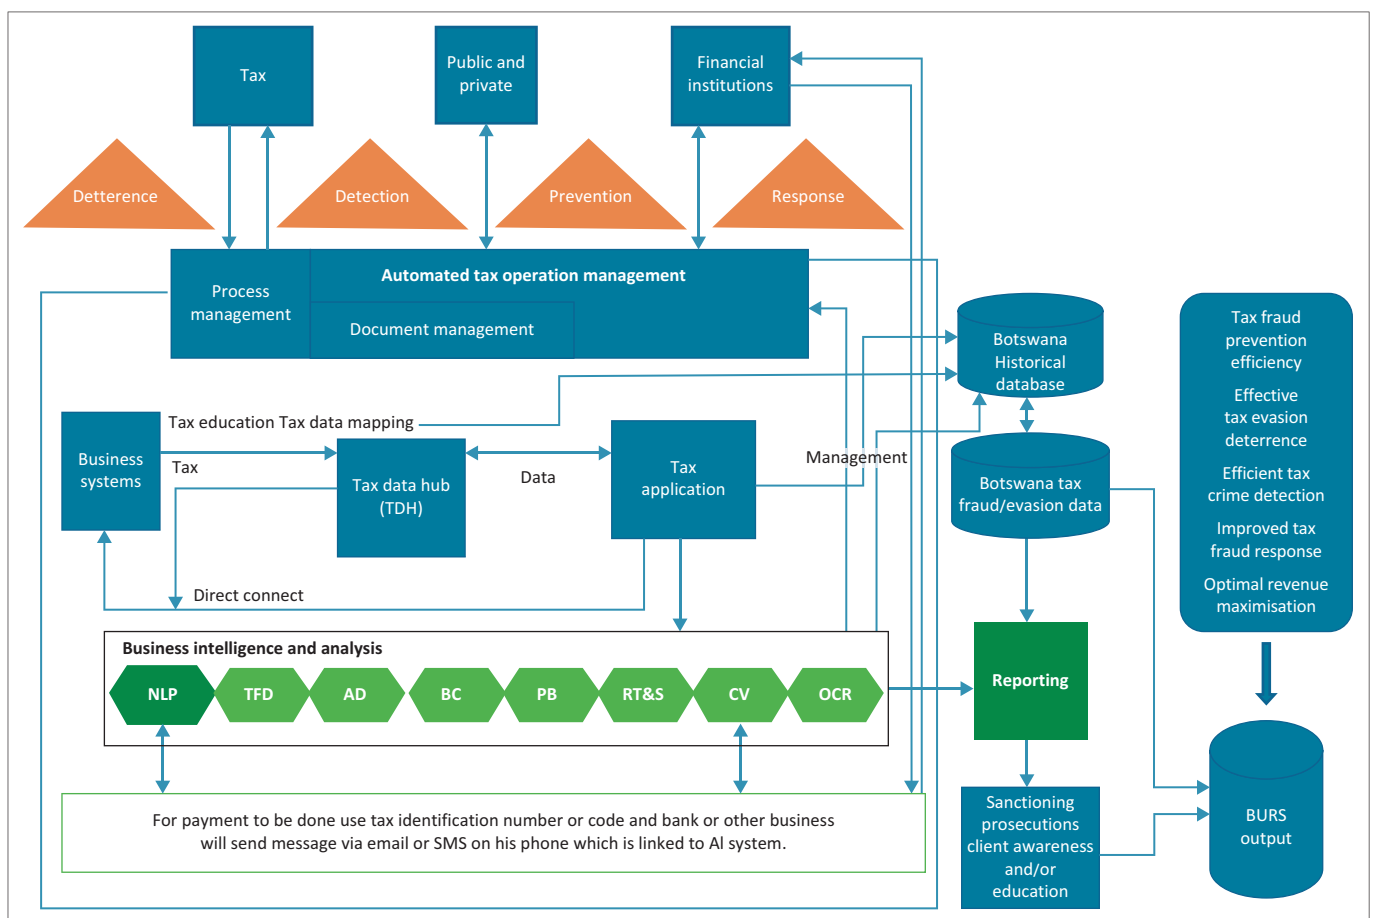 Tax
Public and
private
Financial
institutions
Detterence
Detection
Prevention
Response
Automated tax operation management
Process
management
Document management
Botswana
Historical
database
Tax fraud
prevention
efficiency
Effective
tax evasion
deterrence
Efficient tax
crime detection
Improved tax
fraud response
Optimal revenue
maximisation
Tax education Tax data mapping
Business
systems
Tax
Tax data hub
(TDH)
Data
Tax
application
Management
Botswana tax
fraud/evasion data
Direct connect
Business intelligence and analysis
NLP
TFD
AD
BC
PB
RT&S
CV
OCR
Reporting
For payment to be done use tax identification number or code and bank or other business
will send message via email or SMS on his phone which is linked to Al system.
Sanctioning
prosecutions
client awareness
and/or
education
BURS
output